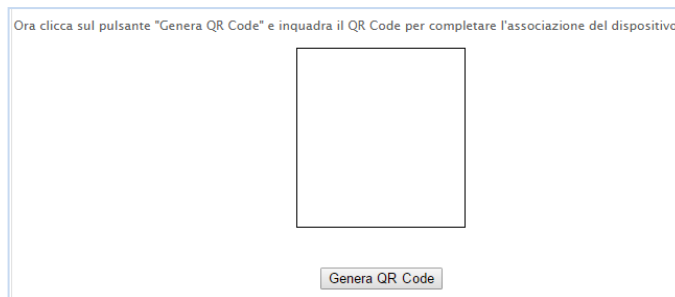 Ora clicca sul pulsante "Genera QR Code" e inquadra il QR Code per completare l'associazione del dispositivo
Genera QR Code